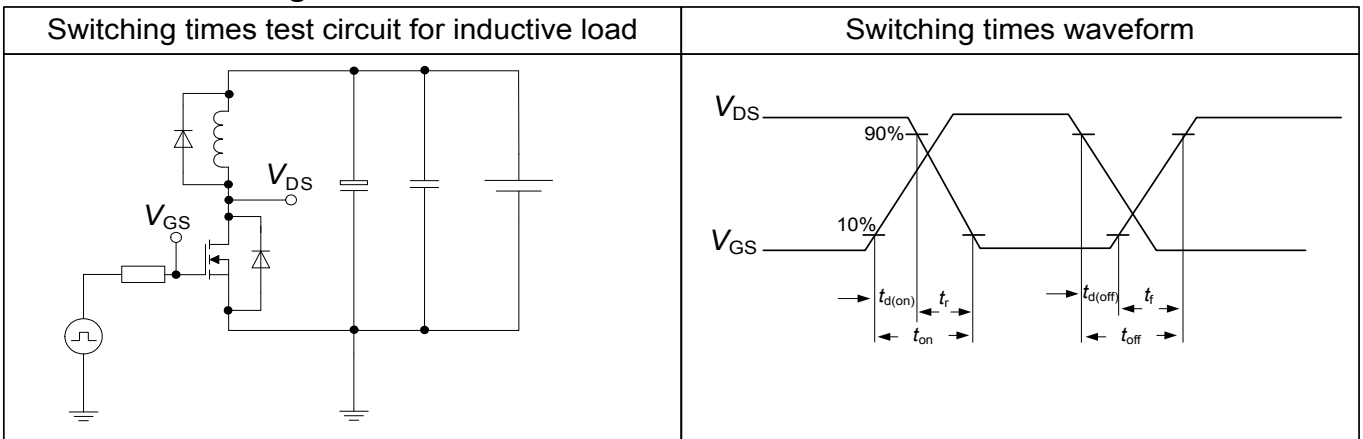 Switching times test circuit for inductive load
Switching times waveform
VDS
VGS
VDS
90%
10%
VGS
td(on)
tr
ton
td(off)
tf
toff